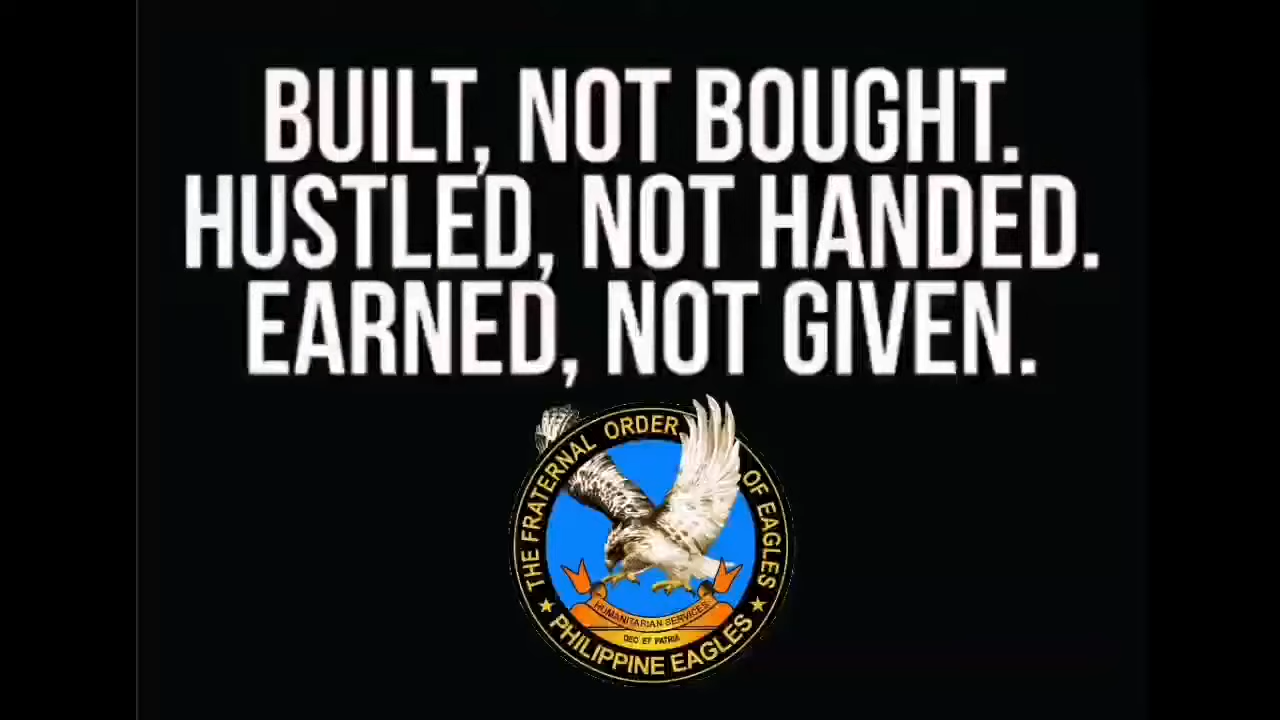 BUILT, NOT BOUGHT.
HUSTLED, NOT HANDED.
EARNED, NOT GIVEN.
THE FRATERNAL ORDER OF EAGLES
HUMANITARIAN SERVICES
DEO ET PATRIA
★ PHILIPPINE EAGLES ★